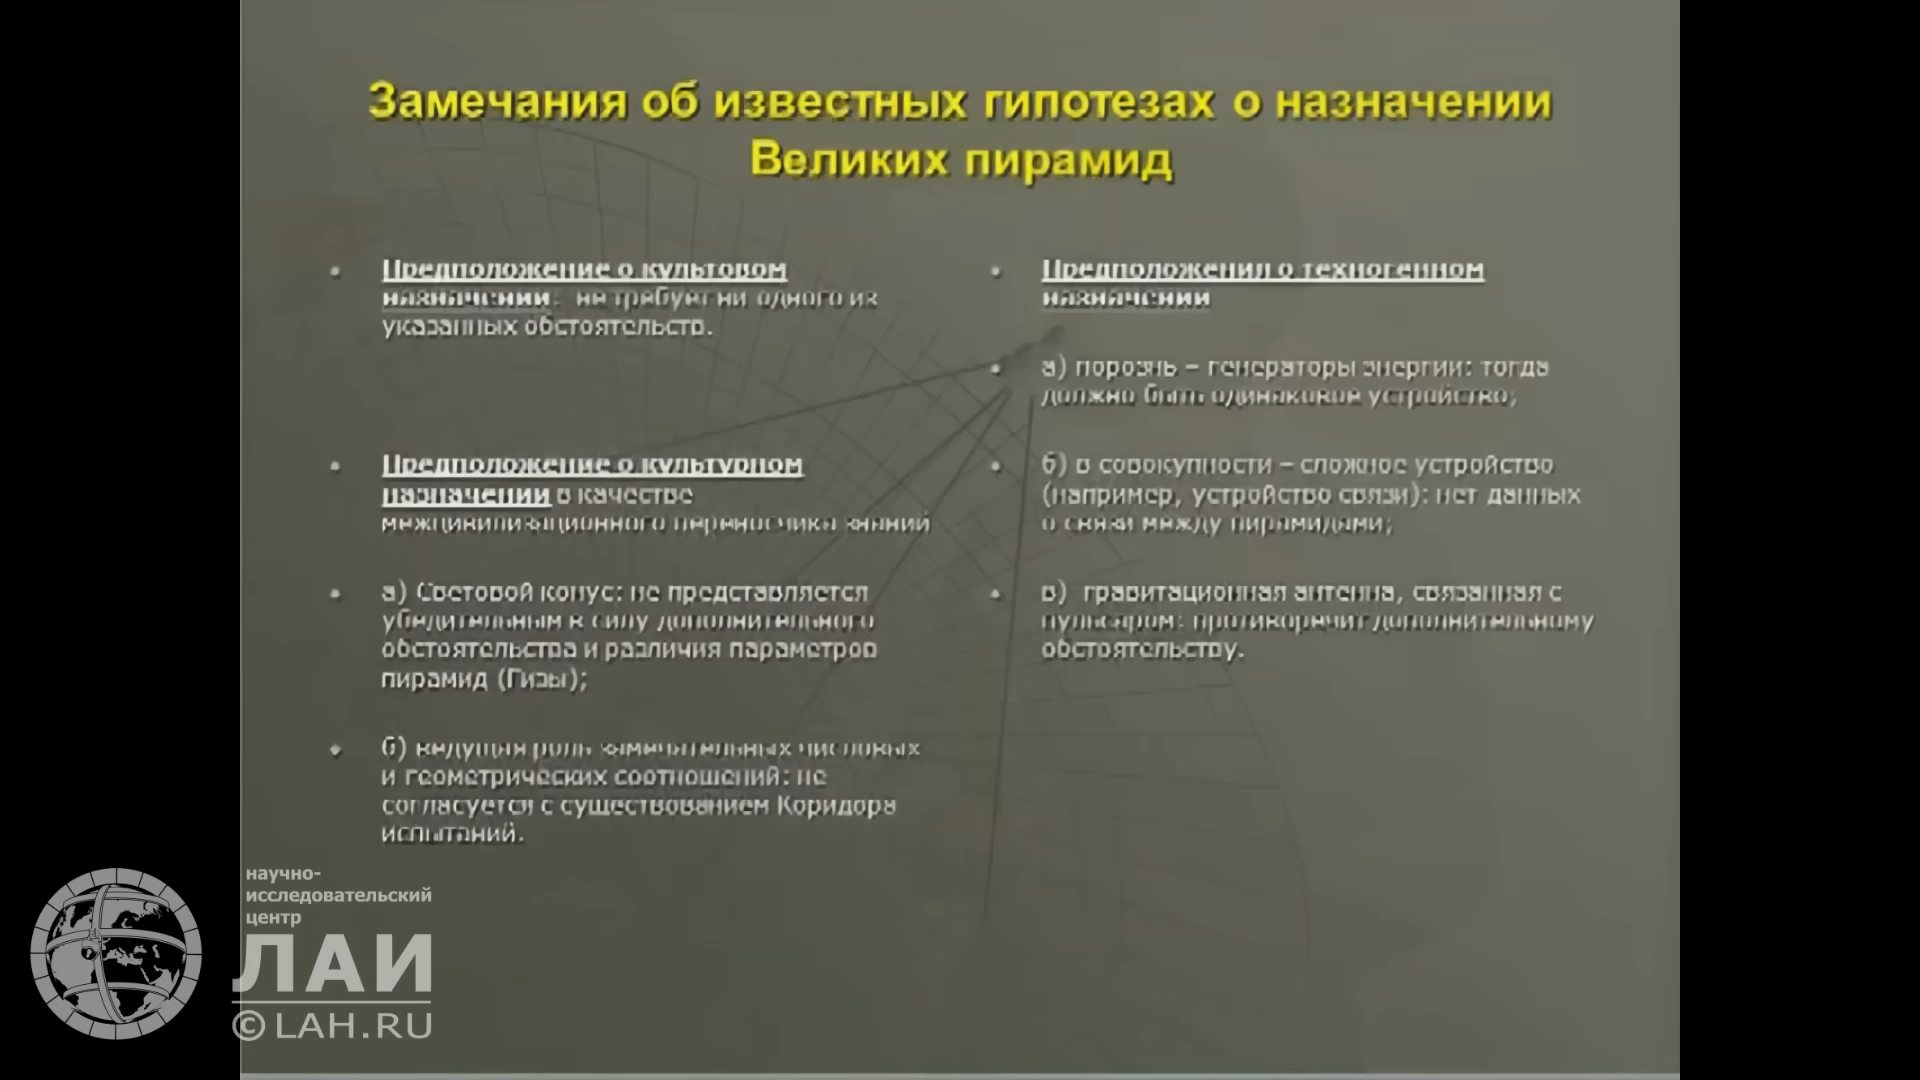 Замечания об известных гипотезах о назначении
Великих пирамид
Предположение о культовом
назначении: не требует ни одного из
указанных обстоятельств.
Предположение о культурном
назначении в качестве
межцивилизационного переносчика знаний
а) Световой конус: не представляется
убедительным в силу дополнительного
обстоятельства и различия параметров
пирамид (Гизы);
б) ведущая роль замечательных числовых
и геометрических соотношений: не
согласуется с существованием Коридора
испытаний.
Предположения о техногенном
назначении
а) порознь – генераторы энергии: тогда
должно быть одинаковое устройство;
б) в совокупности – сложное устройство
(например, устройство связи): нет данных
о связи между пирамидами;
в) гравитационная антенна, связанная с
пульсаром: противоречит дополнительному
обстоятельству.
научно-
исследовательский
центр
ЛАИ
©LAH.RU